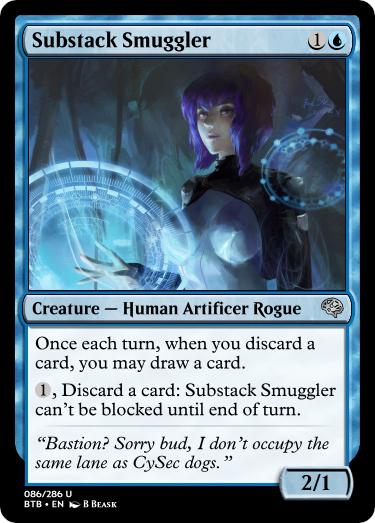 Substack Smuggler 1
Creature — Human Artificer Rogue
Once each turn, when you discard a
card, you may draw a card.
1, Discard a card: Substack Smuggler
can't be blocked until end of turn.
“Bastion? Sorry bud, I don't occupy the
same lane as CySec dogs.”
2/1
086/286 U
BTB • EN B Beask